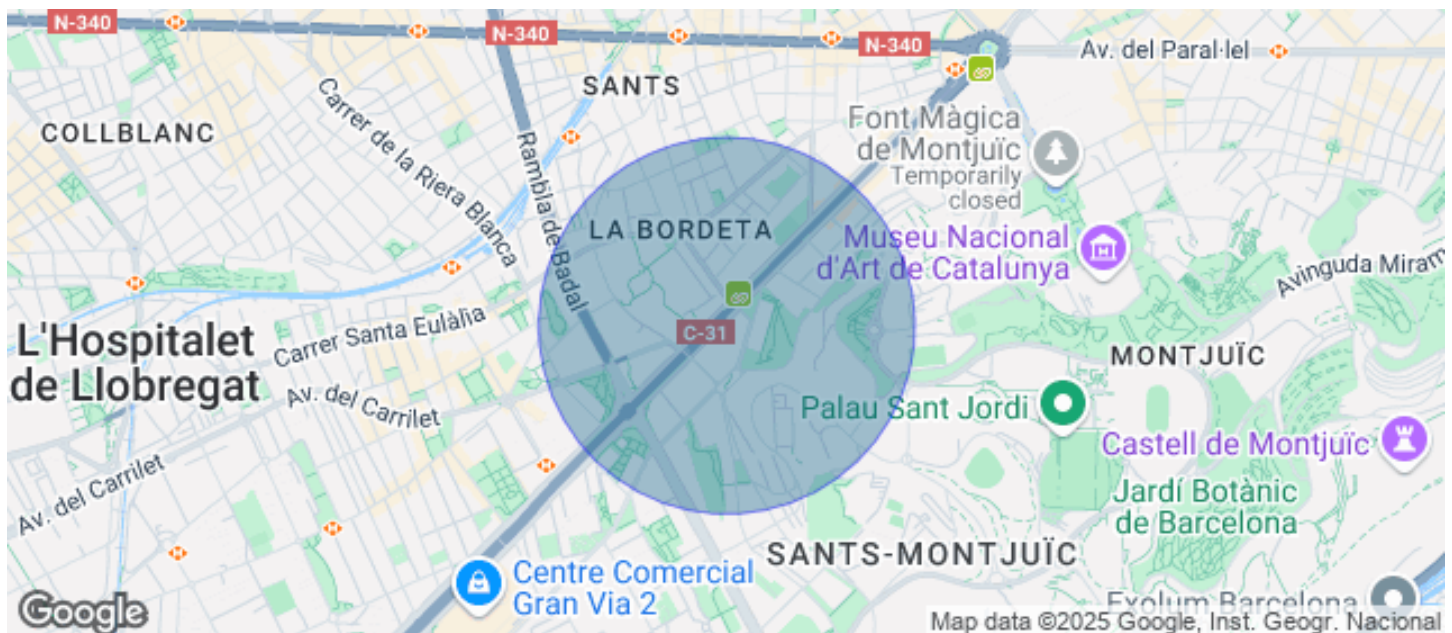 N-340
N-340
N-340
Av. del Paral·lel
SANTS
COLLBLANC
Carrer de la Riera Blanca
Rambla de Badal
Font Màgica
de Montjuïc
Temporarily
closed
LA BORDETA
Museu Nacional
d'Art de Catalunya
Avinguda Miram
L'Hospitalet
de Llobregat
Carrer Santa Eulàlia
C-31
MONTJUÏC
Av. del Carrilet
Palau Sant Jordi
Castell de Montjuïc
Av. del Carrilet
Jardí Botànic
de Barcelona
SANTS-MONTJUÏC
Centre Comercial
Gran Via 2
Exolum Barcelona
Google
Map data ©2025 Google, Inst. Geogr. Nacional